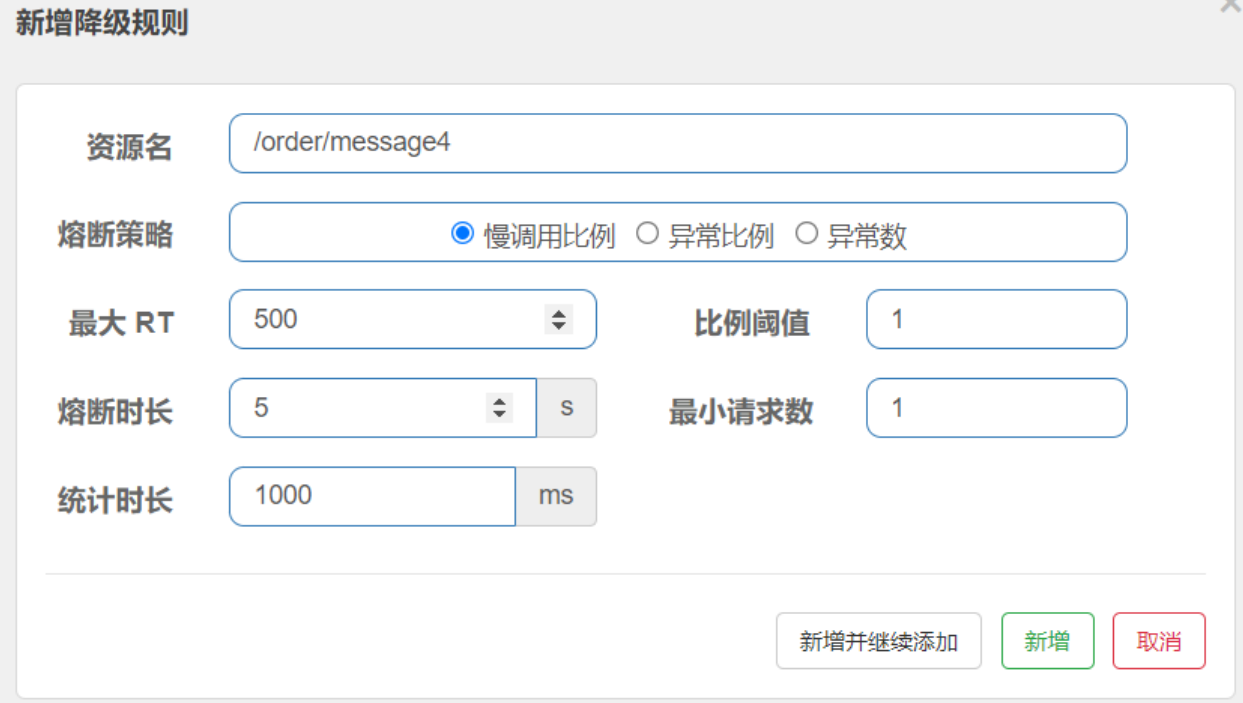 新增降级规则
资源名 /order/message4
熔断策略 慢调用比例 异常比例 异常数
最大 RT 500 比例阈值 1
熔断时长 5 s 最小请求数 1
统计时长 1000 ms
新增并继续添加 新增 取消